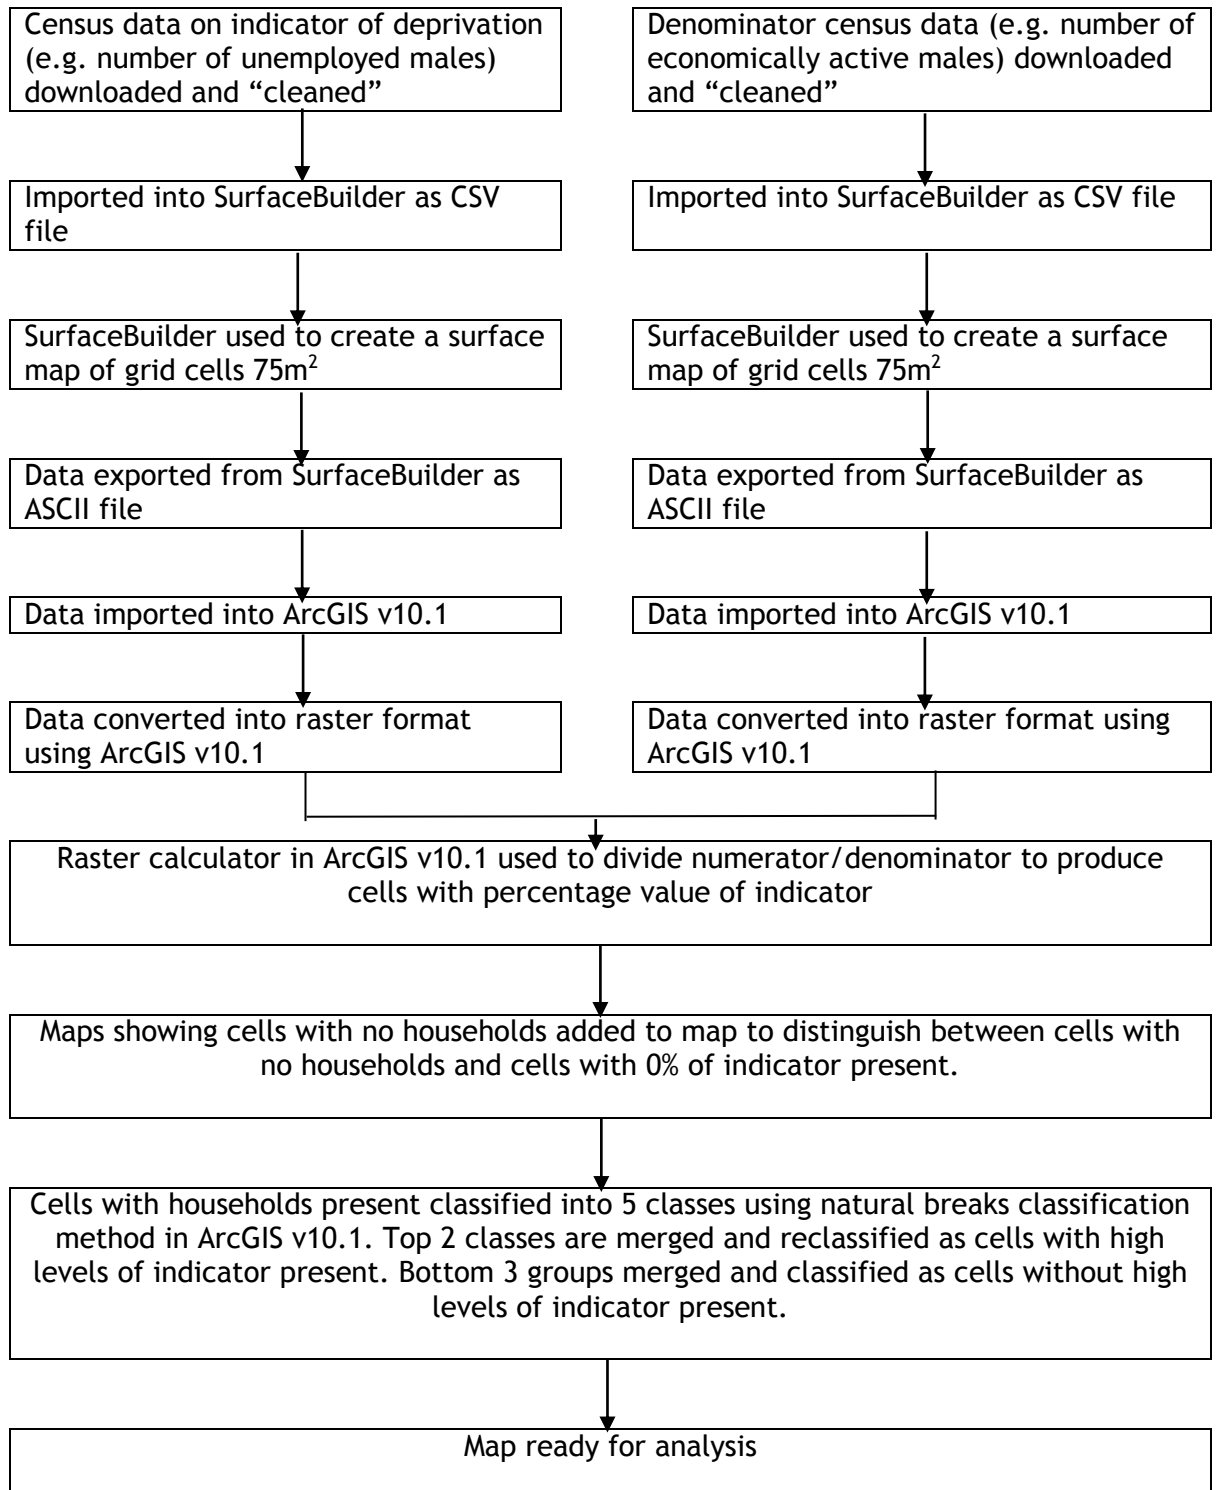 Census data on indicator of deprivation
(e.g. number of unemployed males)
downloaded and “cleaned”
Denominator census data (e.g. number of
economically active males) downloaded
and “cleaned”
Imported into SurfaceBuilder as CSV
file
Imported into SurfaceBuilder as CSV file
SurfaceBuilder used to create a surface
map of grid cells 75m²
SurfaceBuilder used to create a surface
map of grid cells 75m²
Data exported from SurfaceBuilder as
ASCII file
Data exported from SurfaceBuilder as
ASCII file
Data imported into ArcGIS v10.1
Data imported into ArcGIS v10.1
Data converted into raster format
using ArcGIS v10.1
Data converted into raster format using
ArcGIS v10.1
Raster calculator in ArcGIS v10.1 used to divide numerator/denominator to produce
cells with percentage value of indicator
Maps showing cells with no households added to map to distinguish between cells with
no households and cells with 0% of indicator present.
Cells with households present classified into 5 classes using natural breaks classification
method in ArcGIS v10.1. Top 2 classes are merged and reclassified as cells with high
levels of indicator present. Bottom 3 groups merged and classified as cells without high
levels of indicator present.
Map ready for analysis